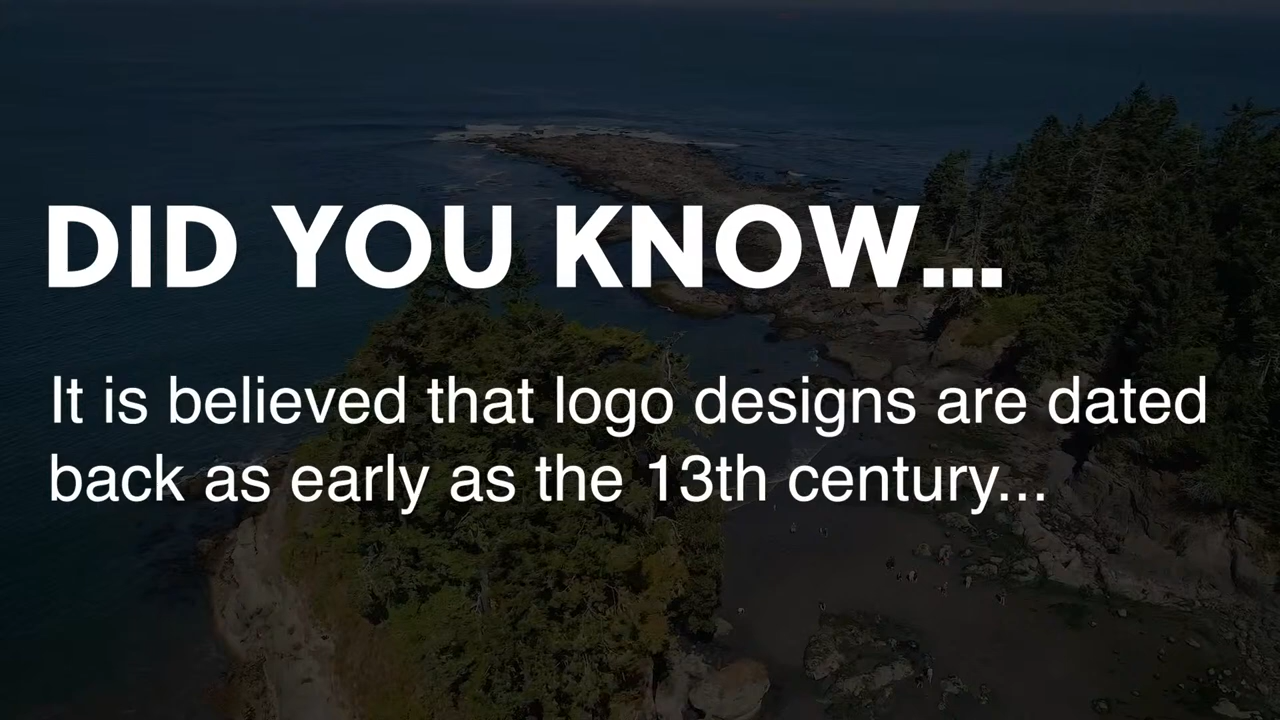 DID YOU KNOW...
It is believed that logo designs are dated
back as early as the 13th century...